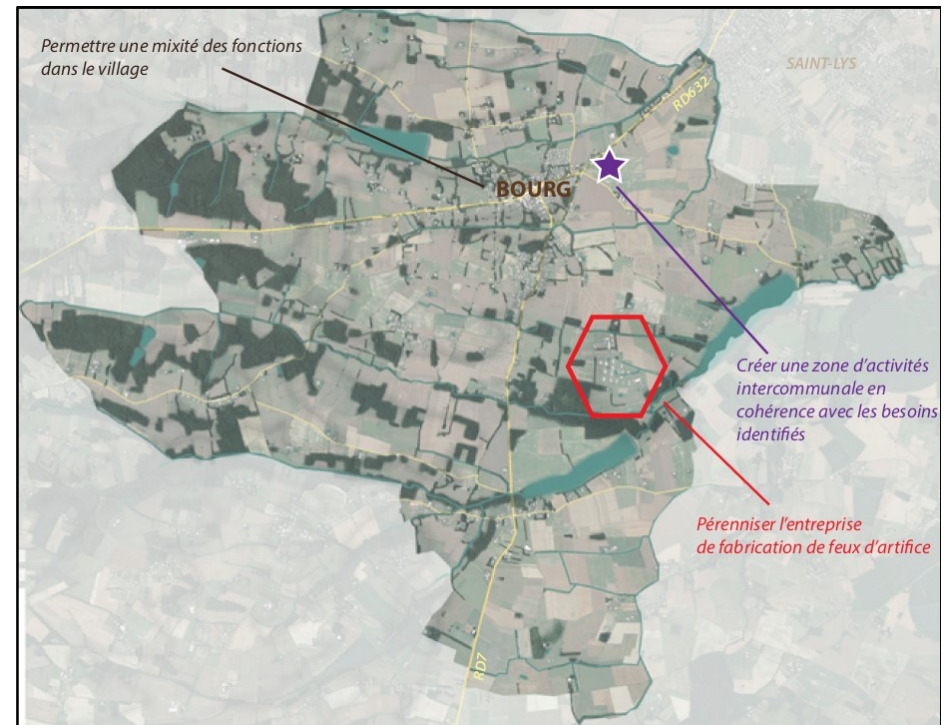 Permettre une mixité des fonctions
dans le village
SAINT-LYS
RD632
BOURG
Créer une zone d’activités
intercommunale en
cohérence avec les besoins
identifiés
Pérenniser l’entreprise
de fabrication de feux d’artifice
RD7